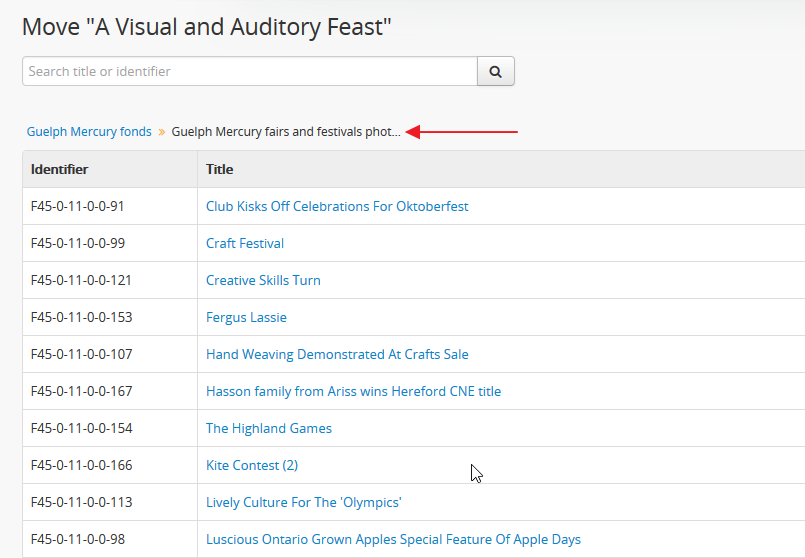 Move "A Visual and Auditory Feast"
Search title or identifier
Guelph Mercury fonds » Guelph Mercury fairs and festivals phot...
Identifier Title
F45-0-11-0-0-91 Club Kisks Off Celebrations For Oktoberfest
F45-0-11-0-0-99 Craft Festival
F45-0-11-0-0-121 Creative Skills Turn
F45-0-11-0-0-153 Fergus Lassie
F45-0-11-0-0-107 Hand Weaving Demonstrated At Crafts Sale
F45-0-11-0-0-167 Hasson family from Ariss wins Hereford CNE title
F45-0-11-0-0-154 The Highland Games
F45-0-11-0-0-166 Kite Contest (2)
F45-0-11-0-0-113 Lively Culture For The 'Olympics'
F45-0-11-0-0-98 Luscious Ontario Grown Apples Special Feature Of Apple Days